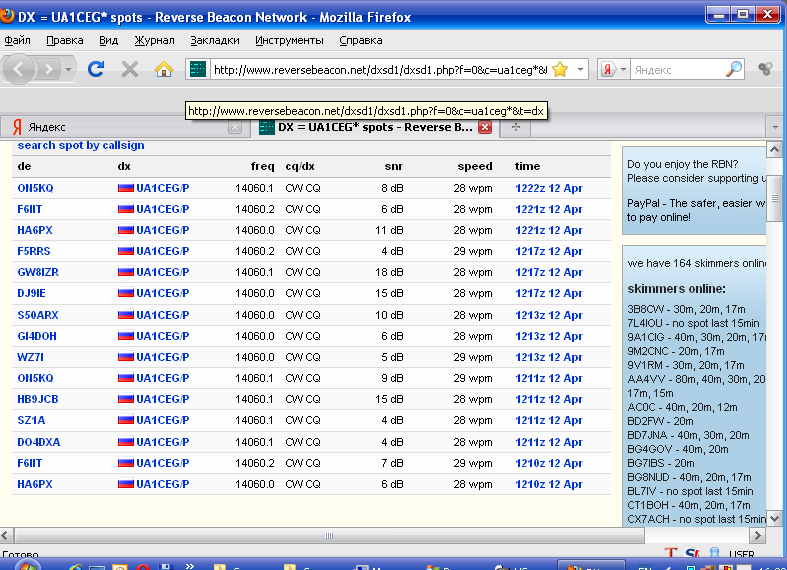 DX = UA1CEG* spots - Reverse Beacon Network - Mozilla Firefox
Файл Правка Вид Журнал Закладки Инструменты Справка
http://www.reversebeacon.net/dxsd1/dxsd1.php?f=0&c=ua1ceg*& Яндекс
http://www.reversebeacon.net/dxsd1/dxsd1.php?f=0&c=ua1ceg*&t=dx
Яндекс DX = UA1CEG* spots - Reverse B...
search spot by callsign
de dx freq cq/dx snr speed time
ON5KQ UA1CEG/P 14060.1 CW CQ 8 dB 28 wpm 1222z 12 Apr
F6IIT UA1CEG/P 14060.2 CW CQ 9 dB 28 wpm 1221z 12 Apr
HA6PX UA1CEG/P 14060.0 CW CQ 11 dB 28 wpm 1221z 12 Apr
F5RRS UA1CEG/P 14060.2 CW CQ 4 dB 29 wpm 1217z 12 Apr
GW8IZR UA1CEG/P 14060.1 CW CQ 18 dB 28 wpm 1217z 12 Apr
DJ9IE UA1CEG/P 14060.0 CW CQ 15 dB 28 wpm 1217z 12 Apr
S50ARX UA1CEG/P 14060.1 CW CQ 10 dB 28 wpm 1213z 12 Apr
GI4DOH UA1CEG/P 14060.1 CW CQ 6 dB 28 wpm 1213z 12 Apr
WZ7I UA1CEG/P 14060.0 CW CQ 5 dB 29 wpm 1213z 12 Apr
ON5KQ UA1CEG/P 14060.1 CW CQ 9 dB 29 wpm 1211z 12 Apr
HB9JCB UA1CEG/P 14060.1 CW CQ 15 dB 28 wpm 1211z 12 Apr
SZ1A UA1CEG/P 14060.1 CW CQ 4 dB 28 wpm 1211z 12 Apr
DO4DXA UA1CEG/P 14060.1 CW CQ 4 dB 28 wpm 1211z 12 Apr
F6IIT UA1CEG/P 14060.2 CW CQ 7 dB 29 wpm 1210z 12 Apr
HA6PX UA1CEG/P 14060.0 CW CQ 6 dB 28 wpm 1210z 12 Apr
Do you enjoy the RBN?
Please consider supporting u
PayPal - The safer, easier w
to pay online!
we have 164 skimmers online
skimmers online:
3B8CW - 30m, 20m, 17m
7L4IOU - no spot last 15min
9A1CIG - 40m, 30m, 20m, 17
9M2CNC - 20m, 17m
9V1RM - 30m, 20m, 17m
AA4VV - 80m, 40m, 30m, 20
17m, 15m
AC0C - 40m, 20m, 12m
BD2FW - 20m
BD7JNA - 40m, 30m, 20m
BG4GOV - 40m, 20m
BG7IBS - 20m
BG8NUD - 40m, 20m, 17m
BL7IV - no spot last 15min
CT1BOH - 40m, 20m, 17m
CX7ACH - no spot last 15min
Готово USER